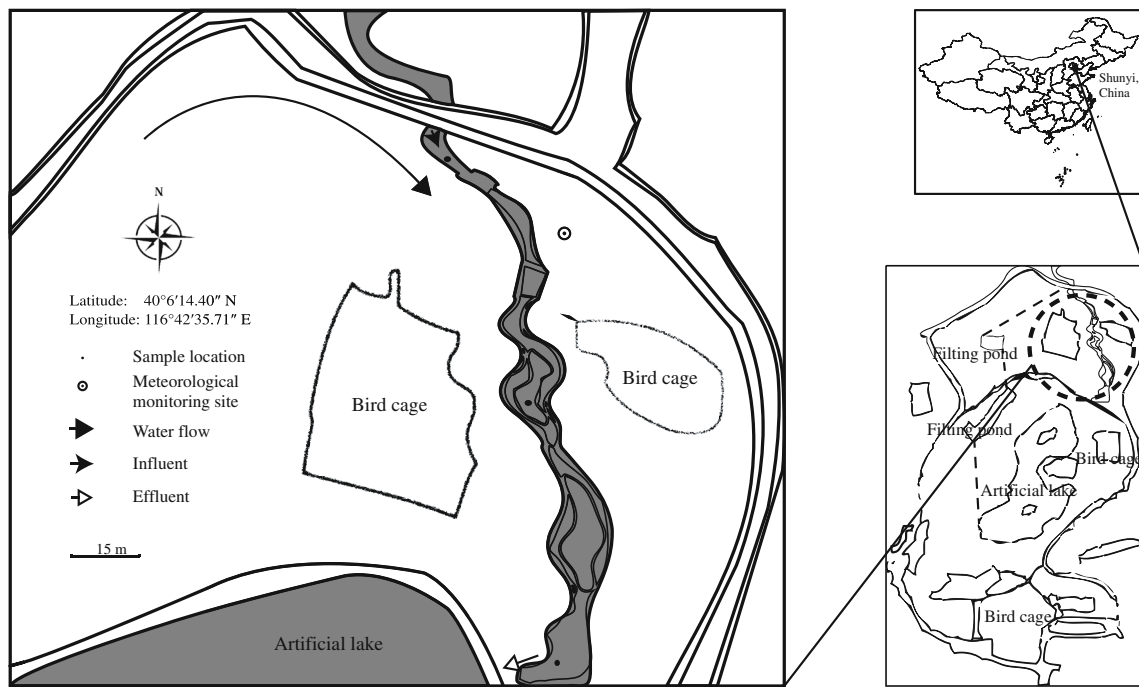 N
Latitude: 40°6′14.40″ N
Longitude: 116°42′35.71″ E
Sample location
Meteorological
monitoring site
Water flow
Influent
Effluent
15 m
Bird cage
Bird cage
Artificial lake
Shunyi,
China
Filting pond
Filting pond
Bird cage
Artificial lake
Bird cage